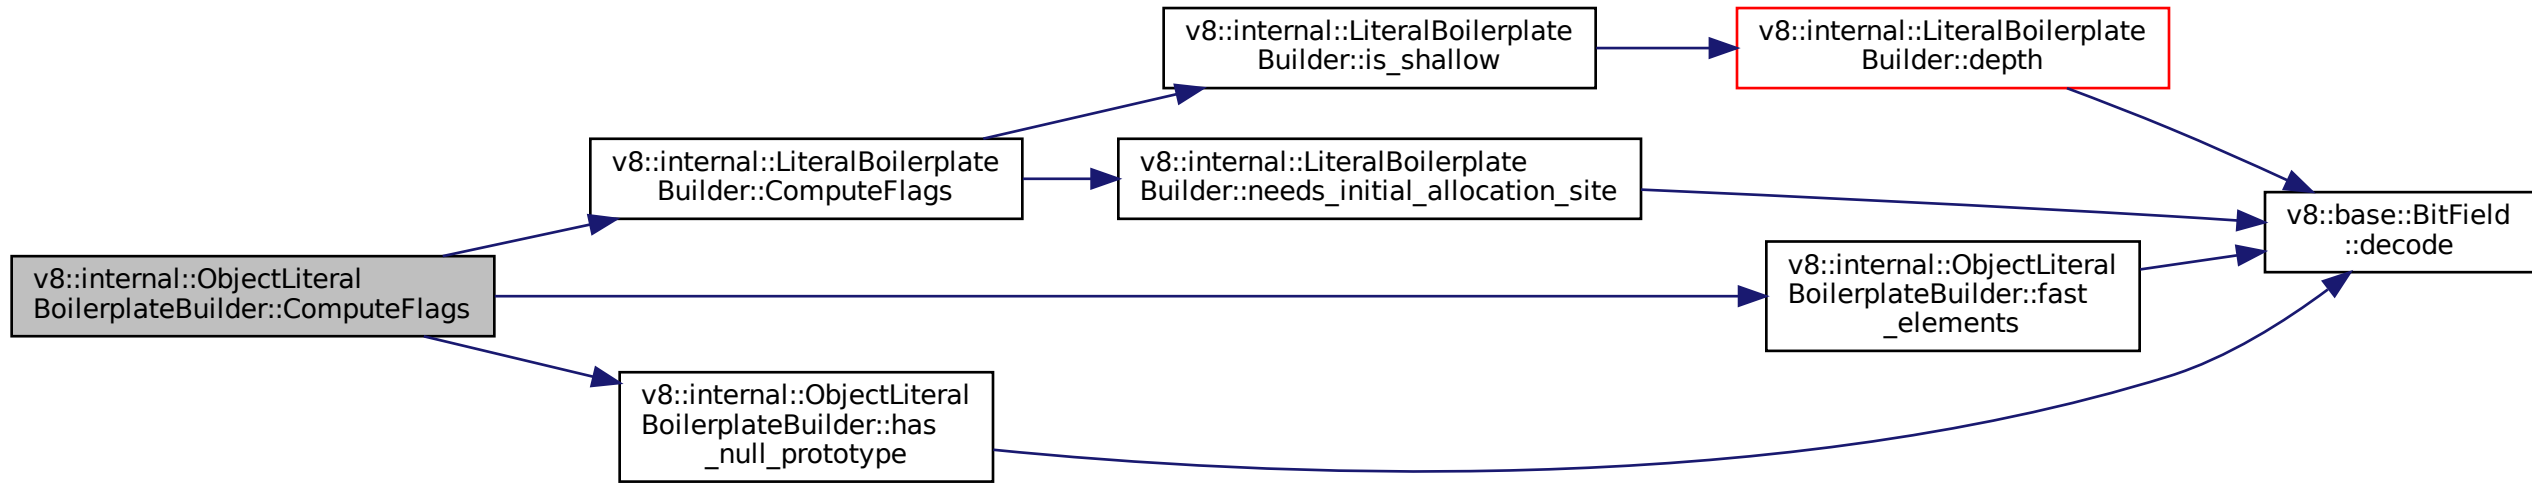 v8::internal::ObjectLiteral
BoilerplateBuilder::ComputeFlags
v8::internal::LiteralBoilerplate
Builder::ComputeFlags
v8::internal::LiteralBoilerplate
Builder::is_shallow
v8::internal::LiteralBoilerplate
Builder::depth
v8::internal::LiteralBoilerplate
Builder::needs_initial_allocation_site
v8::base::BitField
::decode
v8::internal::ObjectLiteral
BoilerplateBuilder::fast
_elements
v8::internal::ObjectLiteral
BoilerplateBuilder::has
_null_prototype